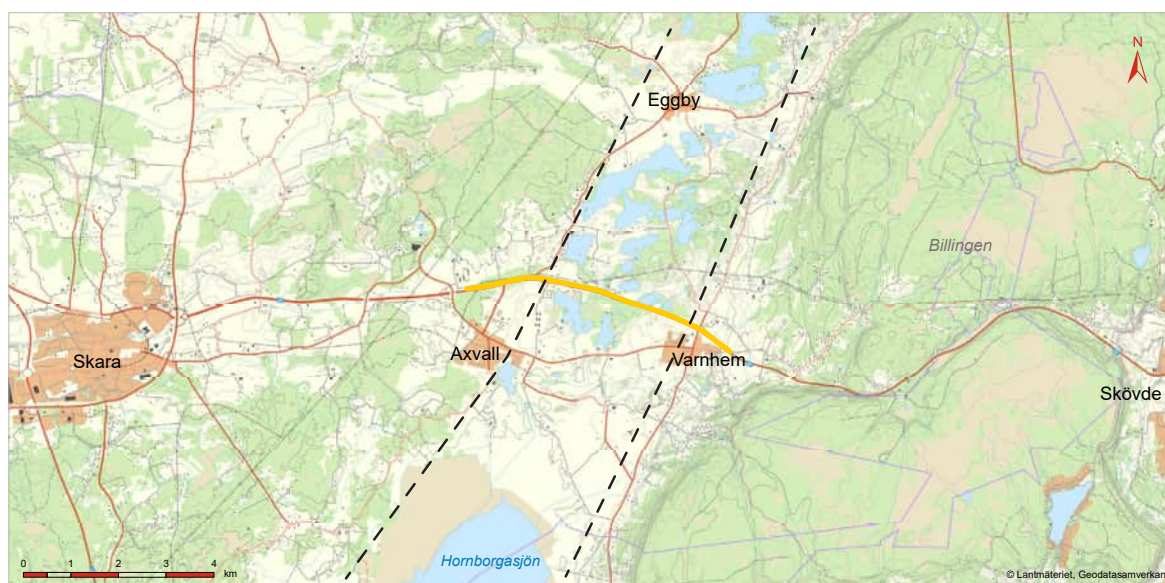 N
Eggby
Billingen
Skara
Axvall
Varnhem
Skövde
Hornborgasjön
0 1 2 3 4
km
© Lantmäteriet, Geodatasamverkan